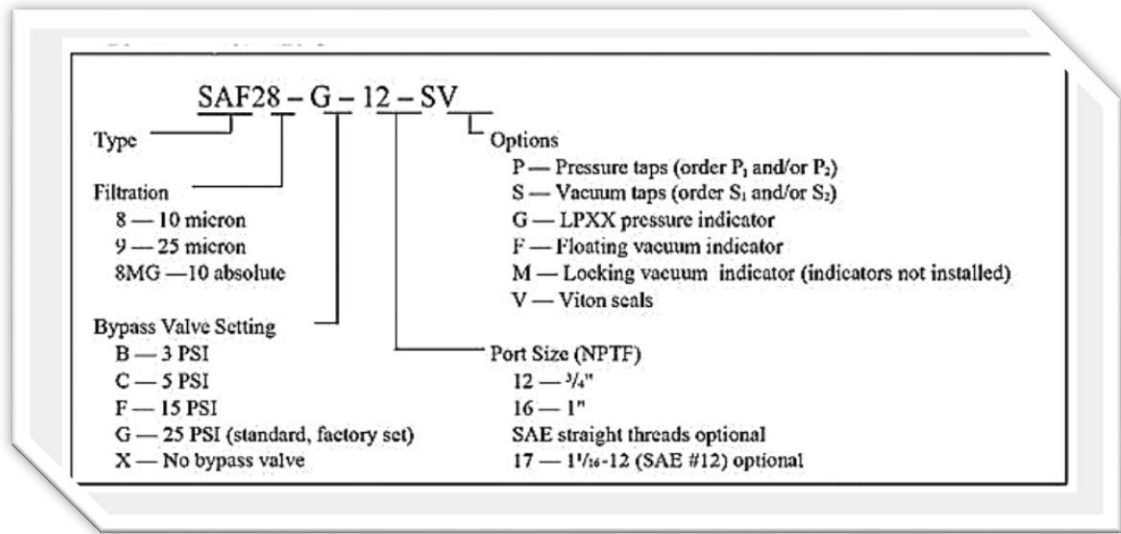 SAF28 – G – 12 – SV
Type
Filtration
8 — 10 micron
9 — 25 micron
8MG —10 absolute
Bypass Valve Setting
B — 3 PSI
C — 5 PSI
F — 15 PSI
G — 25 PSI (standard, factory set)
X — No bypass valve
Options
P — Pressure taps (order P₁ and/or P₂)
S — Vacuum taps (order S₁ and/or S₂)
G — LPXX pressure indicator
F — Floating vacuum indicator
M — Locking vacuum indicator (indicators not installed)
V — Viton seals
Port Size (NPTF)
12 — ³/₄"
16 — 1"
SAE straight threads optional
17 — 1¹/₁₆-12 (SAE #12) optional